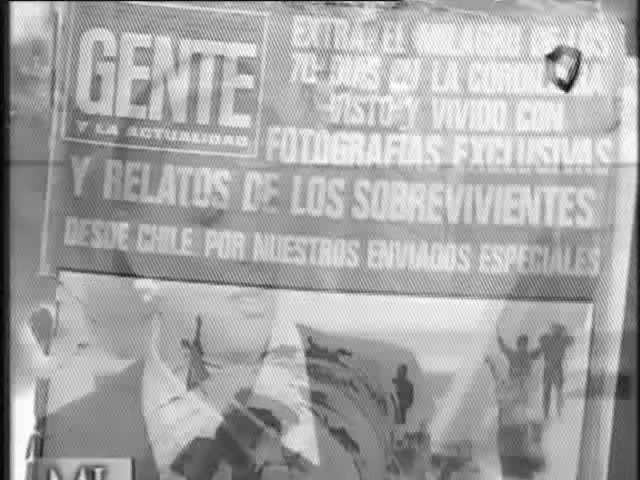 GENTE
Y LA ACTUALIDAD
EXTRA: EL MILAGRO DE LOS
70 DIAS EN LA CORDILLERA
VISTO Y VIVIDO CON
FOTOGRAFIAS EXCLUSIVAS
Y RELATOS DE LOS SOBREVIVIENTES
DESDE CHILE POR NUESTROS ENVIADOS ESPECIALES